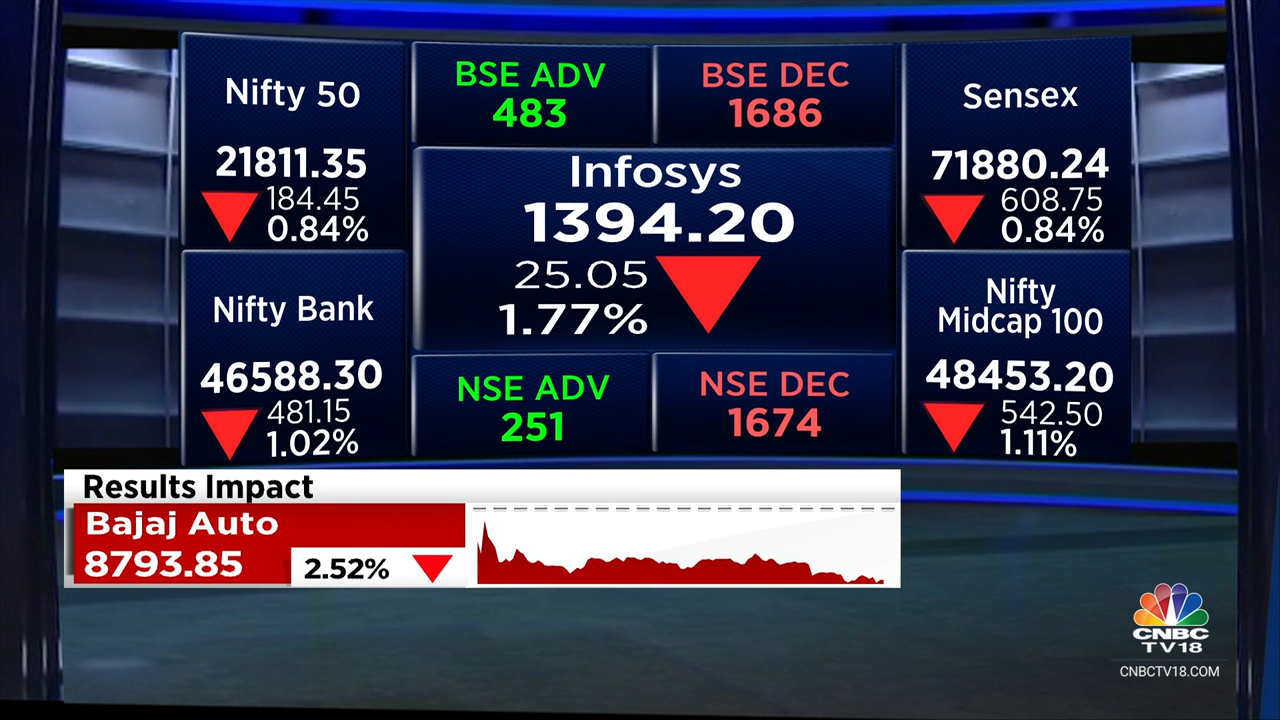 Nifty 50
21811.35
184.45
0.84%
BSE ADV
483
BSE DEC
1686
Sensex
71880.24
608.75
0.84%
Infosys
1394.20
25.05
1.77%
Nifty Bank
46588.30
481.15
1.02%
NSE ADV
251
NSE DEC
1674
Nifty
Midcap 100
48453.20
542.50
1.11%
Results Impact
Bajaj Auto
8793.85
2.52%
CNBC
TV18
CNBCTV18.COM